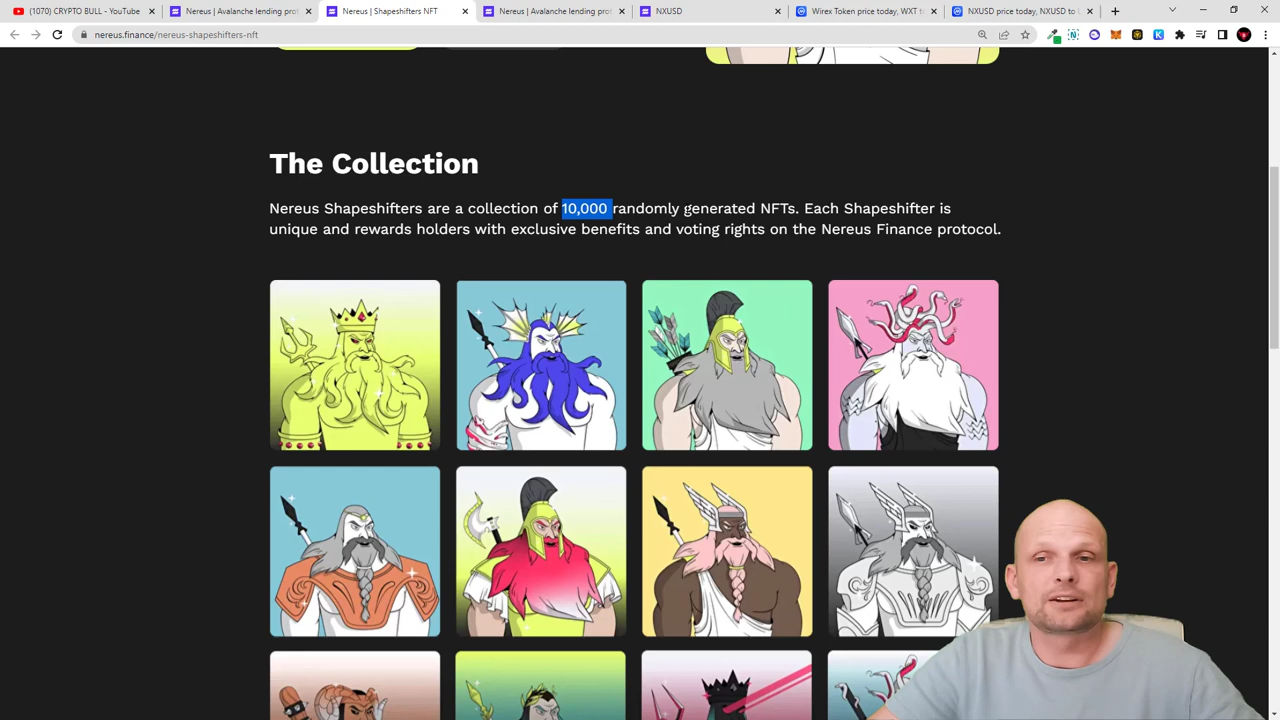 (1070) CRYPTO BULL - YouTube
Nereus | Avalanche lending prot
Nereus | Shapeshifters NFT
Nereus | Avalanche lending prot
NXUSD
Wirex Token price today, WXT to
NXUSD price today, NXUSD to
nereus.finance/nereus-shapeshifters-nft
The Collection
Nereus Shapeshifters are a collection of 10,000 randomly generated NFTs. Each Shapeshifter is
unique and rewards holders with exclusive benefits and voting rights on the Nereus Finance protocol.